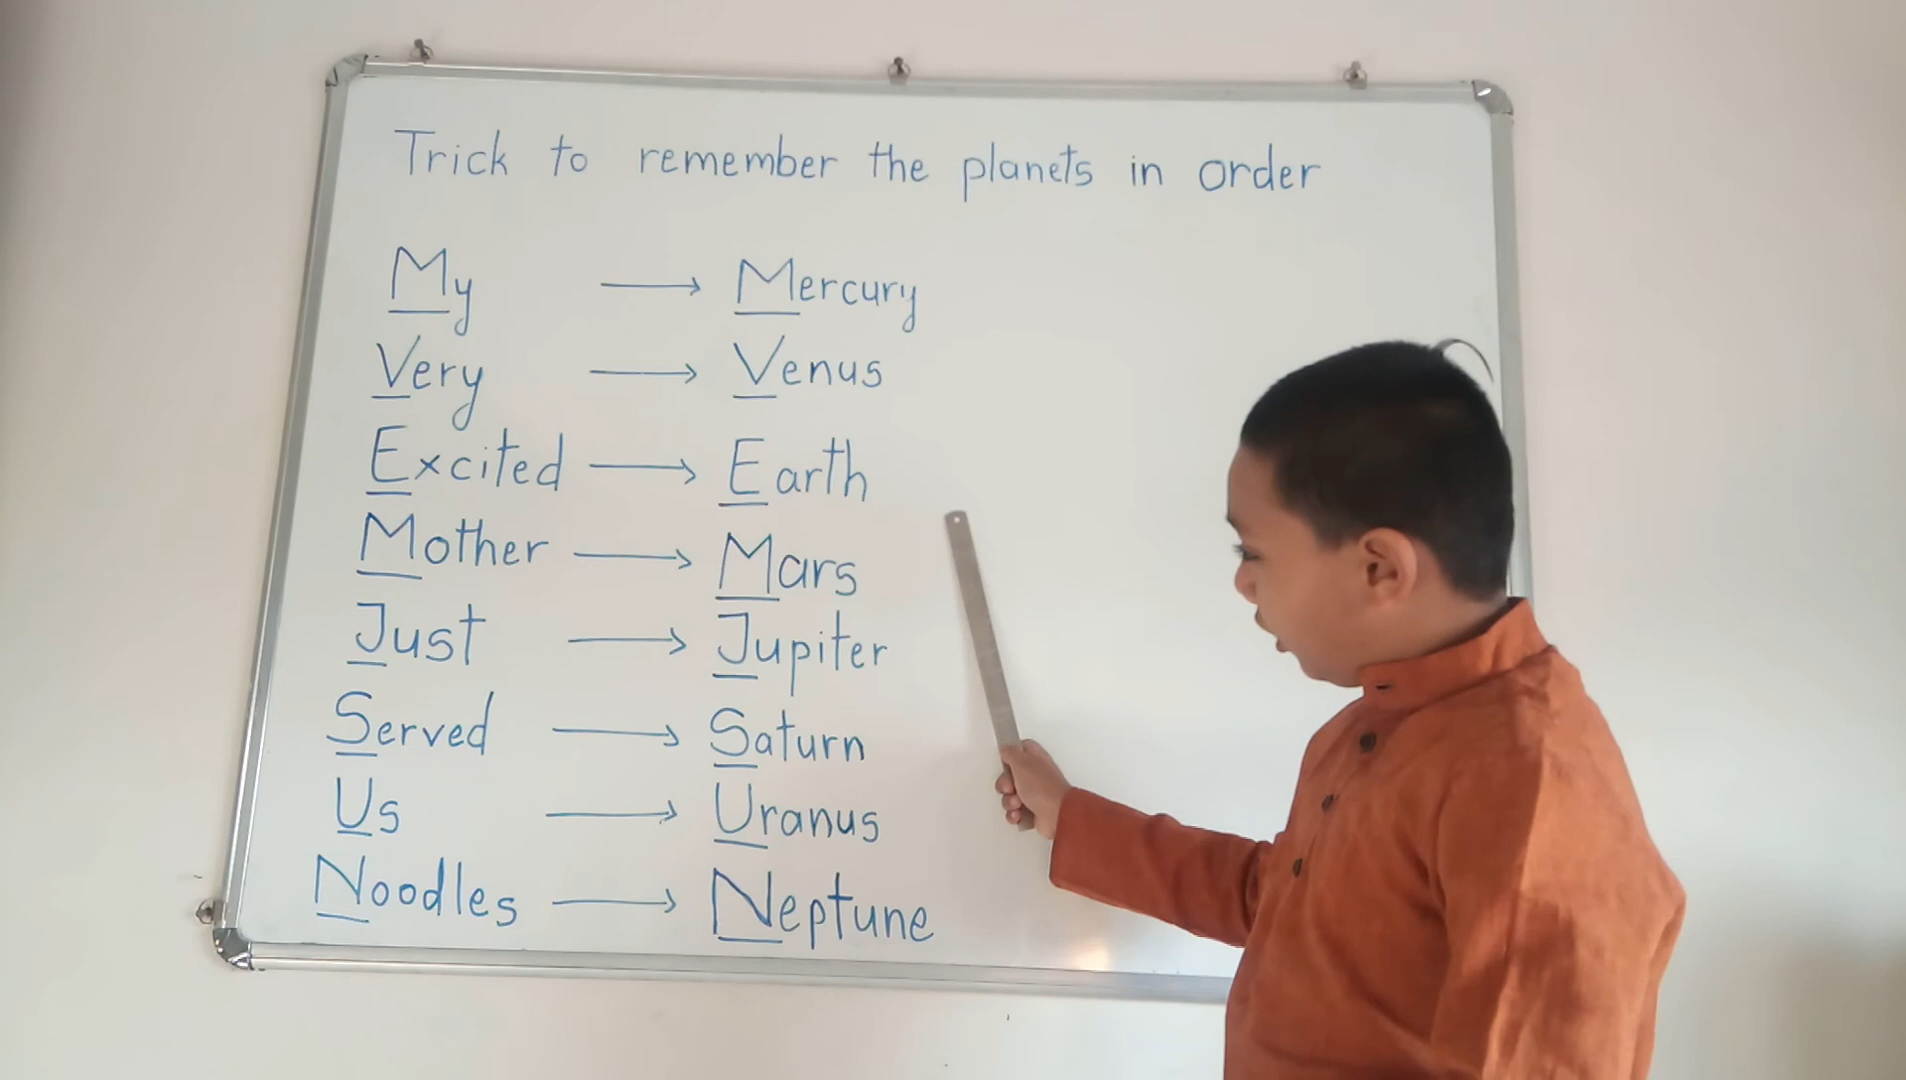 Trick to remember the planets in order
My → Mercury
Very → Venus
Excited → Earth
Mother → Mars
Just → Jupiter
Served → Saturn
Us → Uranus
Noodles → Neptune